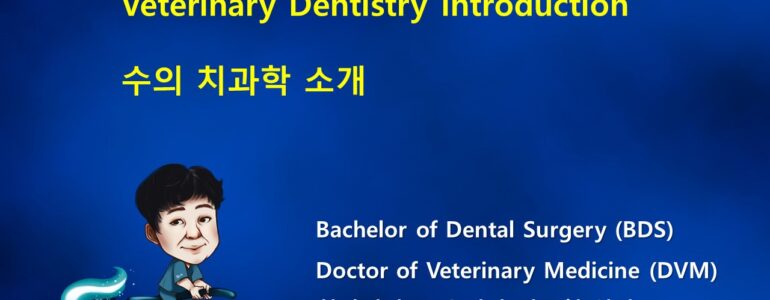 Veterinary Dentistry Introduction
수의 치과학 소개
Bachelor of Dental Surgery (BDS)
Doctor of Veterinary Medicine (DVM)